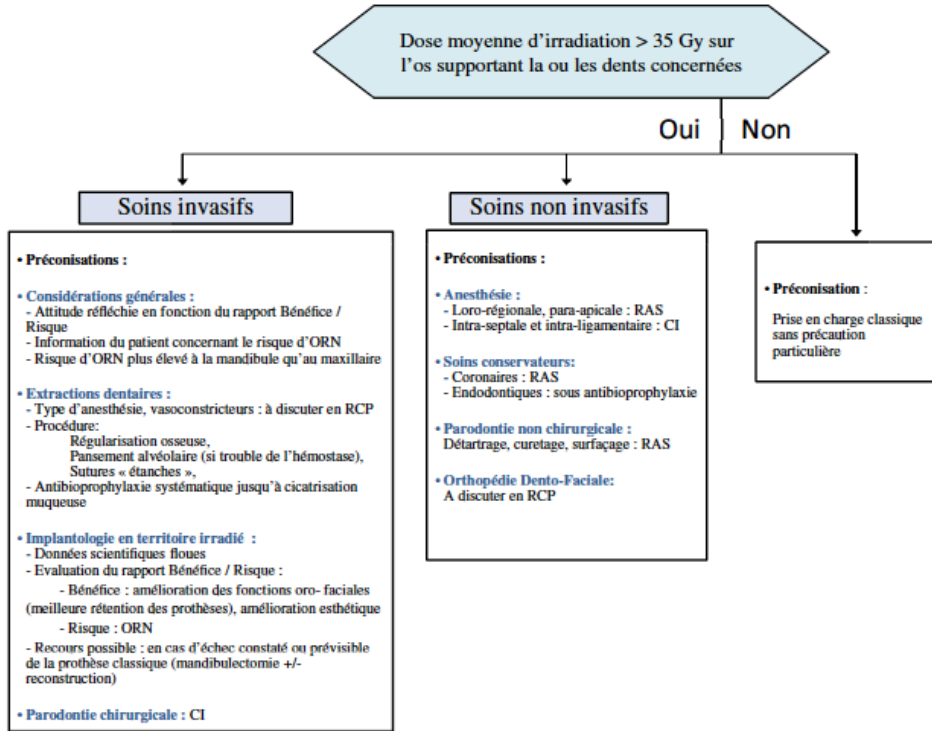 Dose moyenne d'irradiation > 35 Gy sur
l'os supportant la ou les dents concernées
Oui
Non
Soins invasifs
• Préconisations :
• Considérations générales :
- Attitude réfléchie en fonction du rapport Bénéfice /
Risque
- Information du patient concernant le risque d'ORN
- Risque d'ORN plus élevé à la mandibule qu'au maxillaire
• Extractions dentaires :
- Type d'anesthésie, vasoconstricteurs : à discuter en RCP
- Procédure:
Régularisation osseuse,
Pansement alvéolaire (si trouble de l'hémostase),
Sutures « étanches »,
- Antibioprophylaxie systématique jusqu'à cicatrisation
muqueuse
• Implantologie en territoire irradié :
- Données scientifiques floues
- Evaluation du rapport Bénéfice / Risque :
- Bénéfice : amélioration des fonctions oro- faciales
(meilleure rétention des prothèses), amélioration esthétique
- Risque : ORN
- Recours possible : en cas d'échec constaté ou prévisible
de la prothèse classique (mandibulectomie +/-
reconstruction)
• Parodontie chirurgicale : CI
Soins non invasifs
• Préconisations :
• Anesthésie :
- Loro-régionale, para-apicale : RAS
- Intra-septale et intra-ligamentaire : CI
• Soins conservateurs:
- Coronaires : RAS
- Endodontiques : sous antibioprophylaxie
• Parodontie non chirurgicale :
Détartrage, curetage, surfaçage : RAS
• Orthopédie Dento-Faciale:
A discuter en RCP
• Préconisation :
Prise en charge classique
sans précaution
particulière